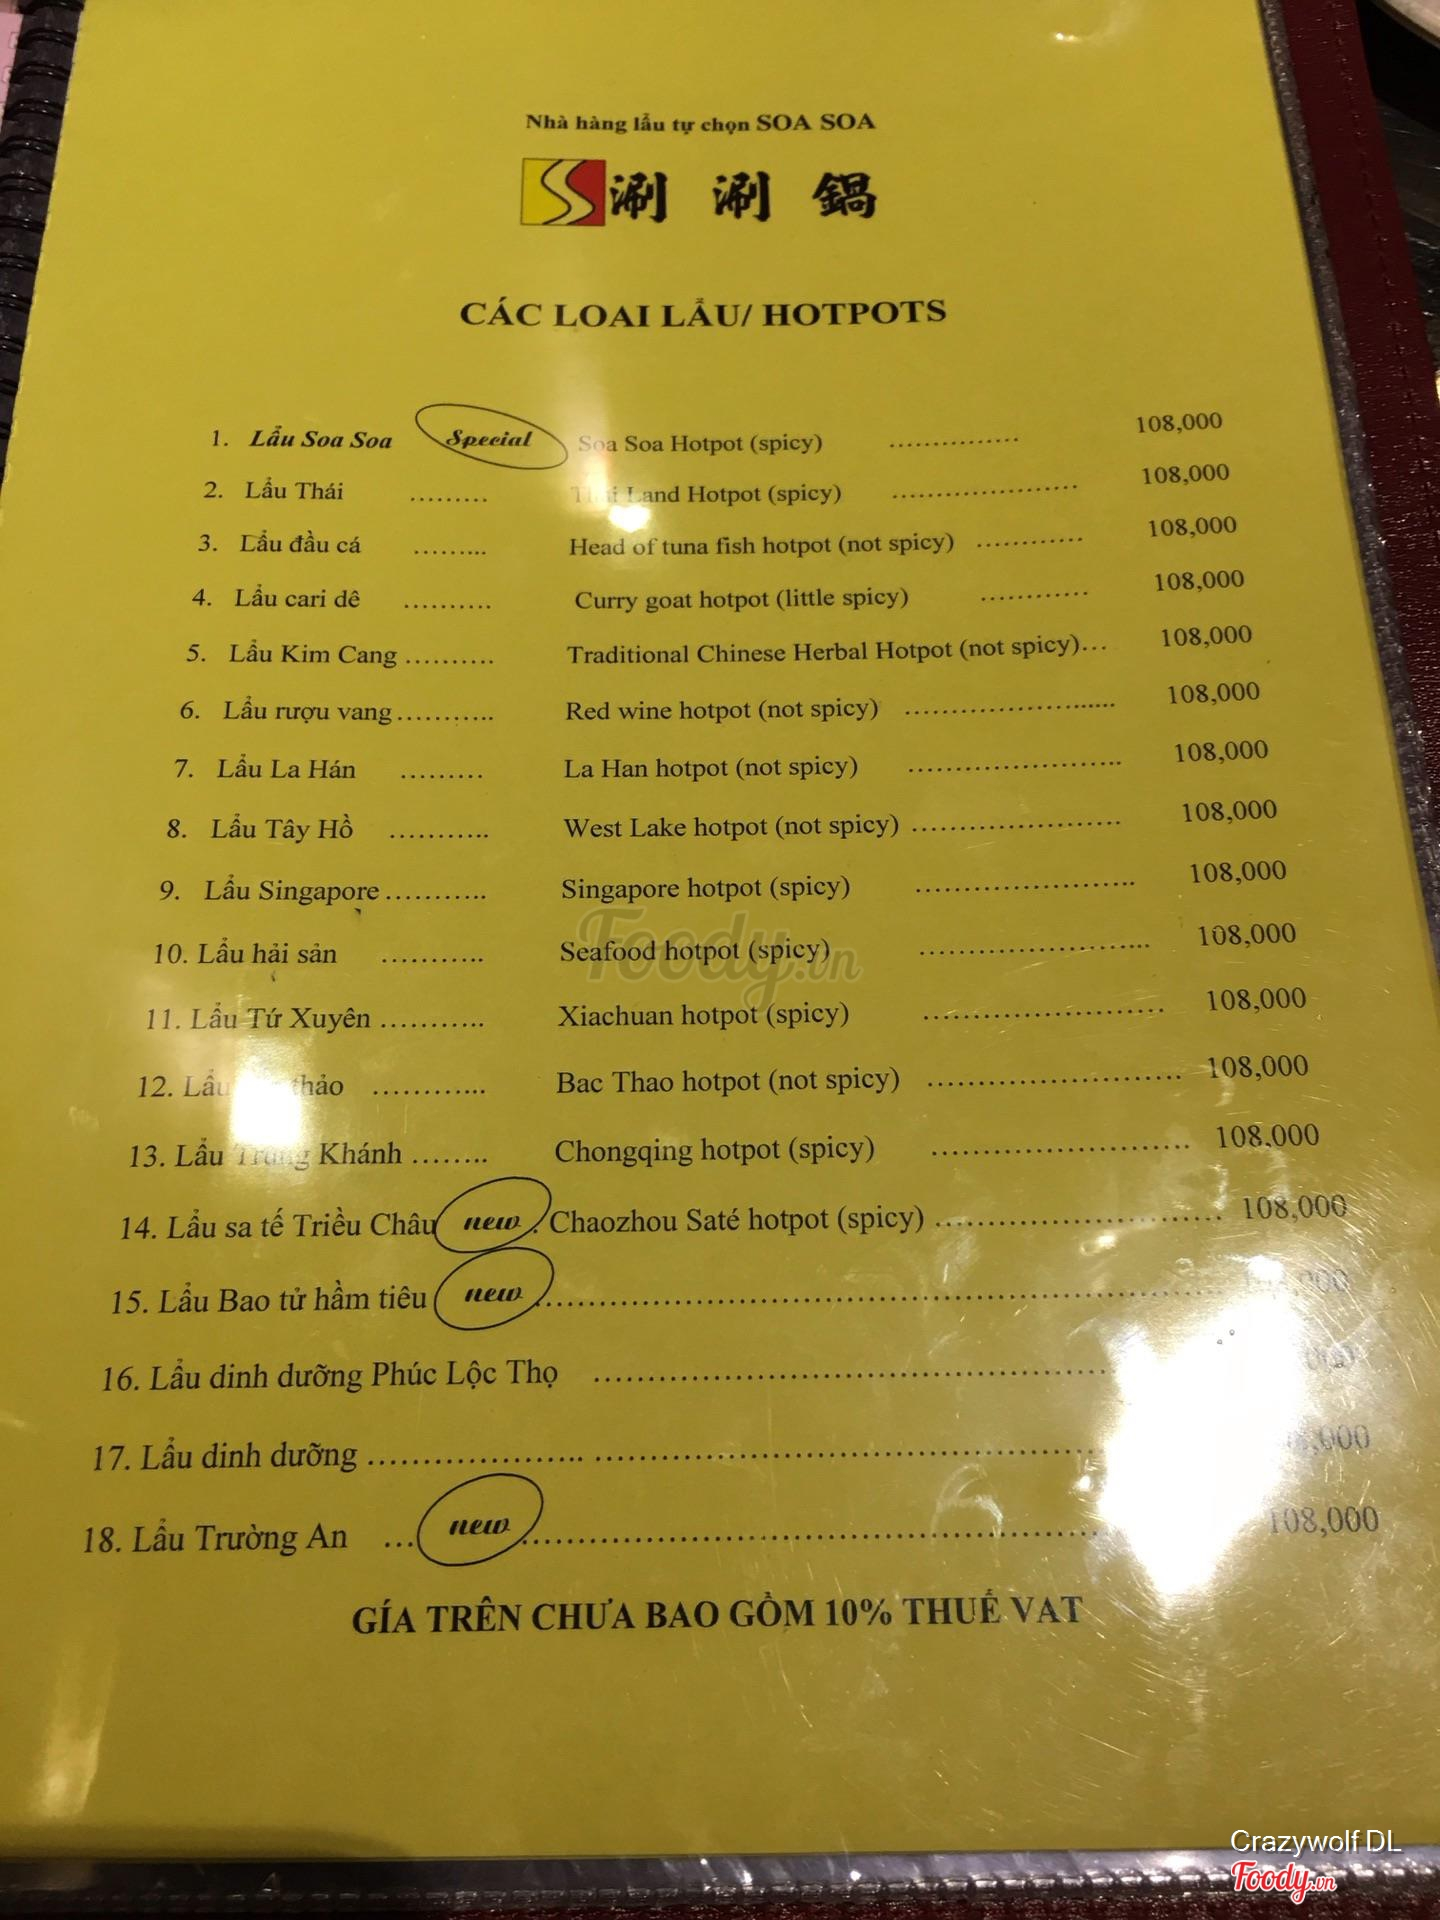 Nhà hàng lẩu tự chọn SOA SOA
涮 涮 鍋
CÁC LOAI LẨU/ HOTPOTS
1. Lẩu Soa Soa Special Soa Soa Hotpot (spicy) ............... 108,000
2. Lẩu Thái ......... Thai Land Hotpot (spicy) .................... 108,000
3. Lẩu đầu cá ......... Head of tuna fish hotpot (not spicy) ............ 108,000
4. Lẩu cari dê .......... Curry goat hotpot (little spicy) ............ 108,000
5. Lẩu Kim Cang .......... Traditional Chinese Herbal Hotpot (not spicy)... 108,000
6. Lẩu rượu vang ........... Red wine hotpot (not spicy) ....................... 108,000
7. Lẩu La Hán ......... La Han hotpot (not spicy) ....................... 108,000
8. Lẩu Tây Hồ ........... West Lake hotpot (not spicy) ...................... 108,000
9. Lẩu Singapore ........... Singapore hotpot (spicy) ....................... 108,000
10. Lẩu hải sản ........... Seafood hotpot (spicy) ........................ 108,000
11. Lẩu Tứ Xuyên ........... Xiachuan hotpot (spicy) ......................... 108,000
12. Lẩu thảo ........... Bac Thao hotpot (not spicy) .......................... 108,000
13. Lẩu Trùng Khánh ........ Chongqing hotpot (spicy) .......................... 108,000
14. Lẩu sa tế Triều Châu new . Chaozhou Saté hotpot (spicy) ............................ 108,000
15. Lẩu Bao tử hầm tiêu new ........................................ 108,000
16. Lẩu dinh dưỡng Phúc Lộc Thọ ........................................
17. Lẩu dinh dưỡng ............................................................
18. Lẩu Trường An ... new ........................................ 108,000
GÍA TRÊN CHƯA BAO GỒM 10% THUẾ VAT
Foody.vn
Crazywolf DL
Foody.vn